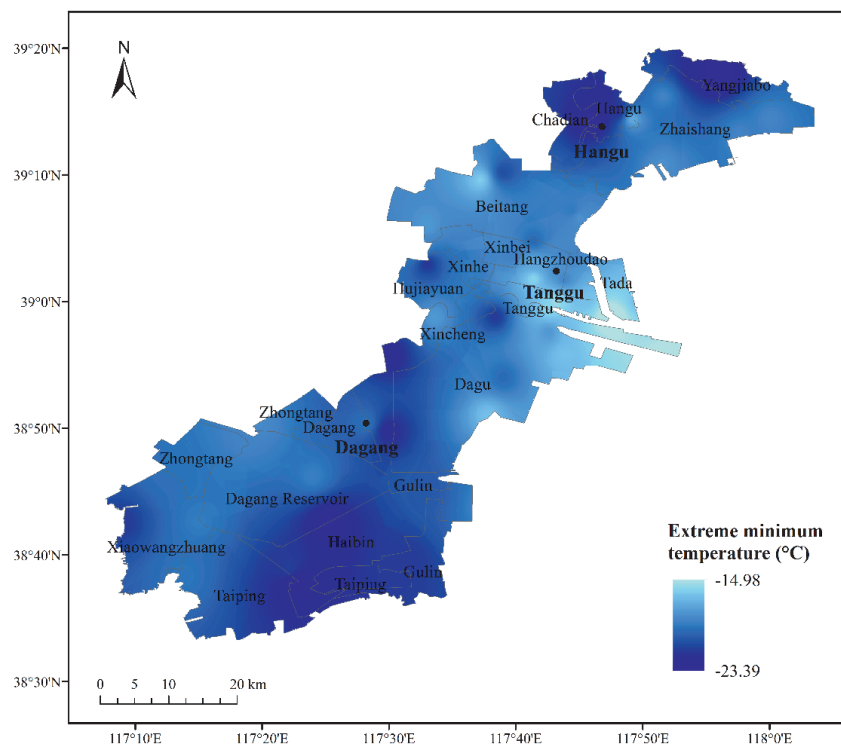 39°20′N
N
Yangjiabo
Hangu
Chadian
Zhaishang
Hangu
39°10′N
Beitang
Xinbei
Hangzhoudao
Xinhe
Tada
Hujiayuan
Tanggu
39°0′N
Tanggu
Xincheng
Dagu
Zhongtang
38°50′N
Dagang
Dagang
Zhongtang
Gulin
Dagang Reservoir
Haibin
Extreme minimum
temperature (°C)
Xiaowangzhuang
38°40′N
Gulin
-14.98
Taiping
Taiping
-23.39
38°30′N
0 5 10 20 km
117°10′E 117°20′E 117°30′E 117°40′E 117°50′E 118°0′E